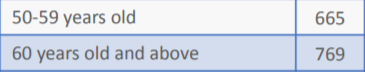 50-59 years old 665
60 years old and above 769